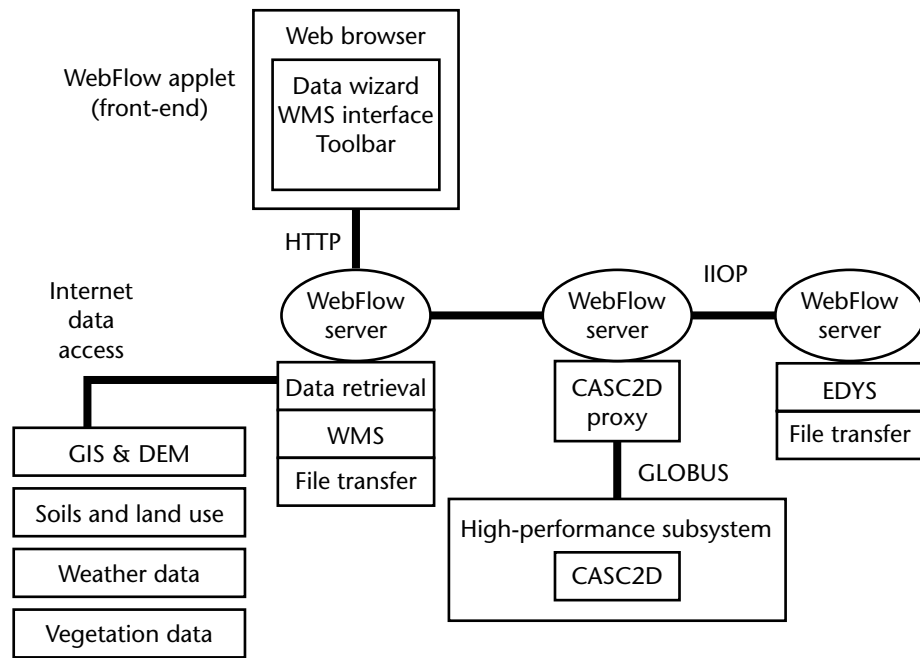 Web browser
WebFlow applet
(front-end)
Data wizard
WMS interface
Toolbar
HTTP
IIOP
Internet
data
access
WebFlow
server
WebFlow
server
WebFlow
server
Data retrieval
WMS
File transfer
CASC2D
proxy
EDYS
File transfer
GLOBUS
GIS & DEM
Soils and land use
Weather data
Vegetation data
High-performance subsystem
CASC2D